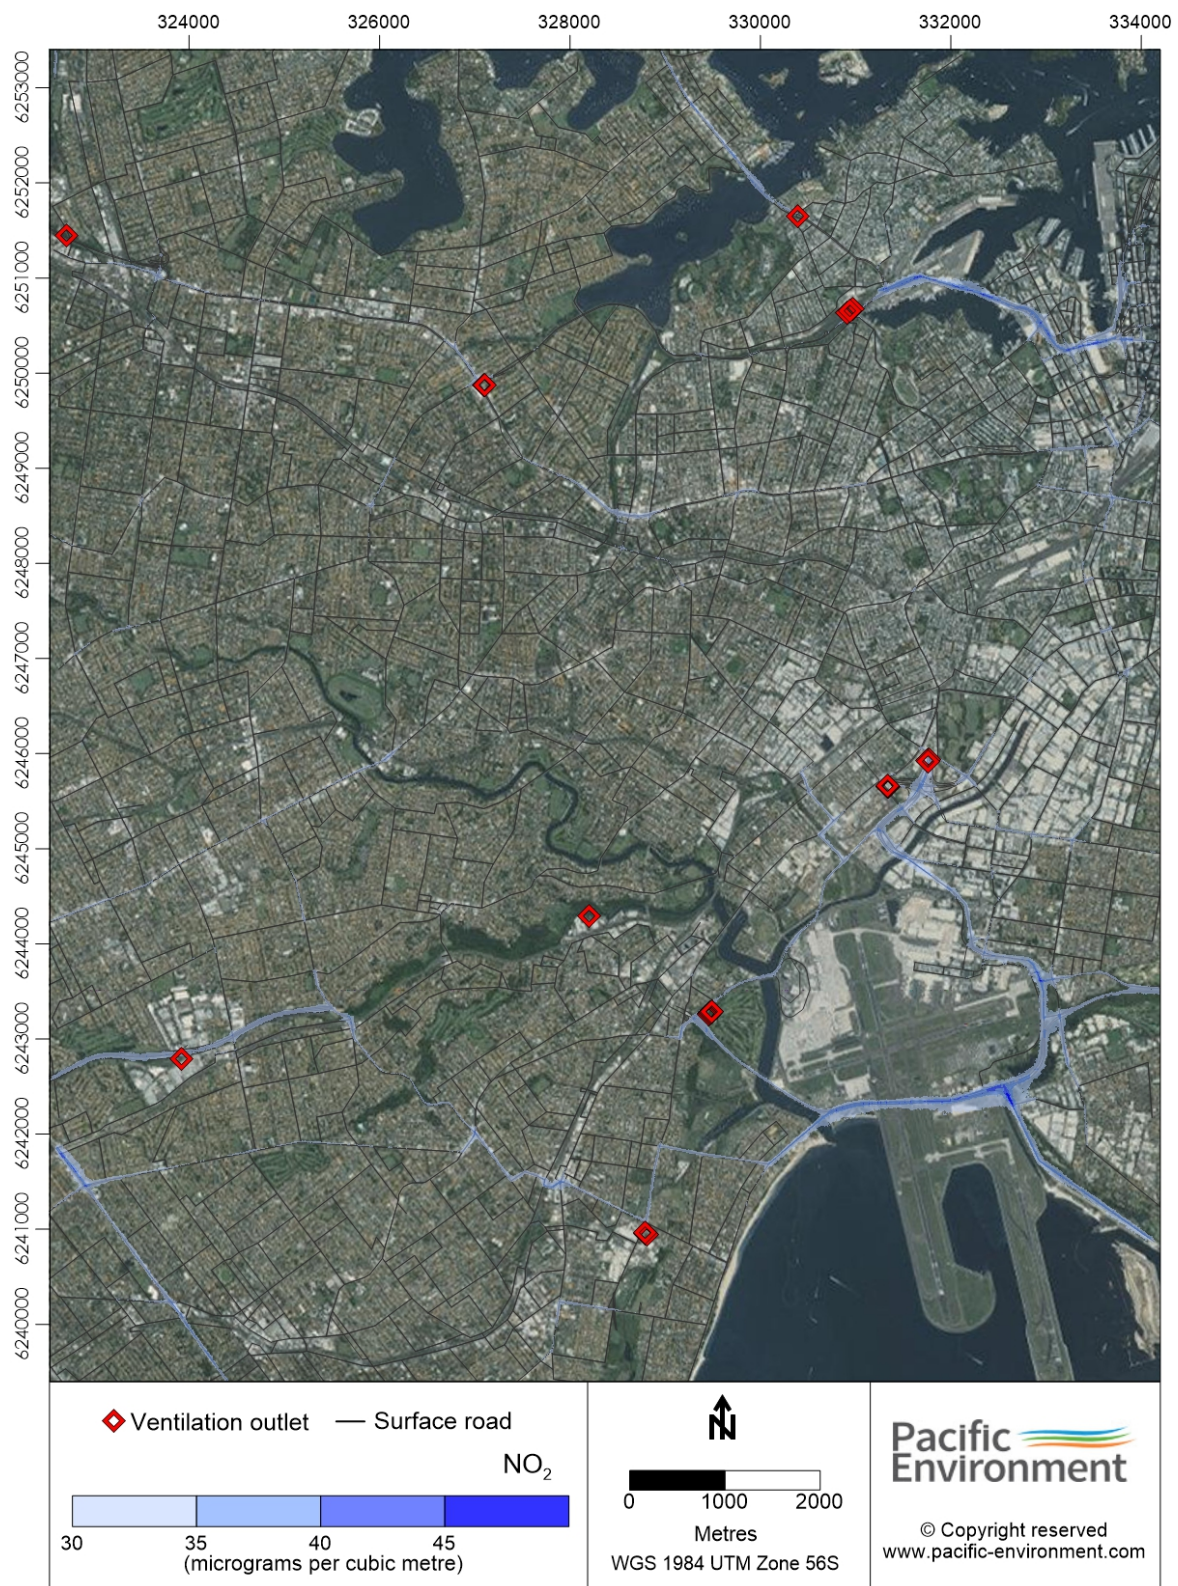 324000 326000 328000 330000 332000 334000
6253000
6252000
6251000
6250000
6249000
6248000
6247000
6246000
6245000
6244000
6243000
6242000
6241000
6240000
Ventilation outlet
Surface road
NO₂
30 35 40 45
(micrograms per cubic metre)
N
0 1000 2000
Metres
WGS 1984 UTM Zone 56S
Pacific
Environment
© Copyright reserved
www.pacific-environment.com